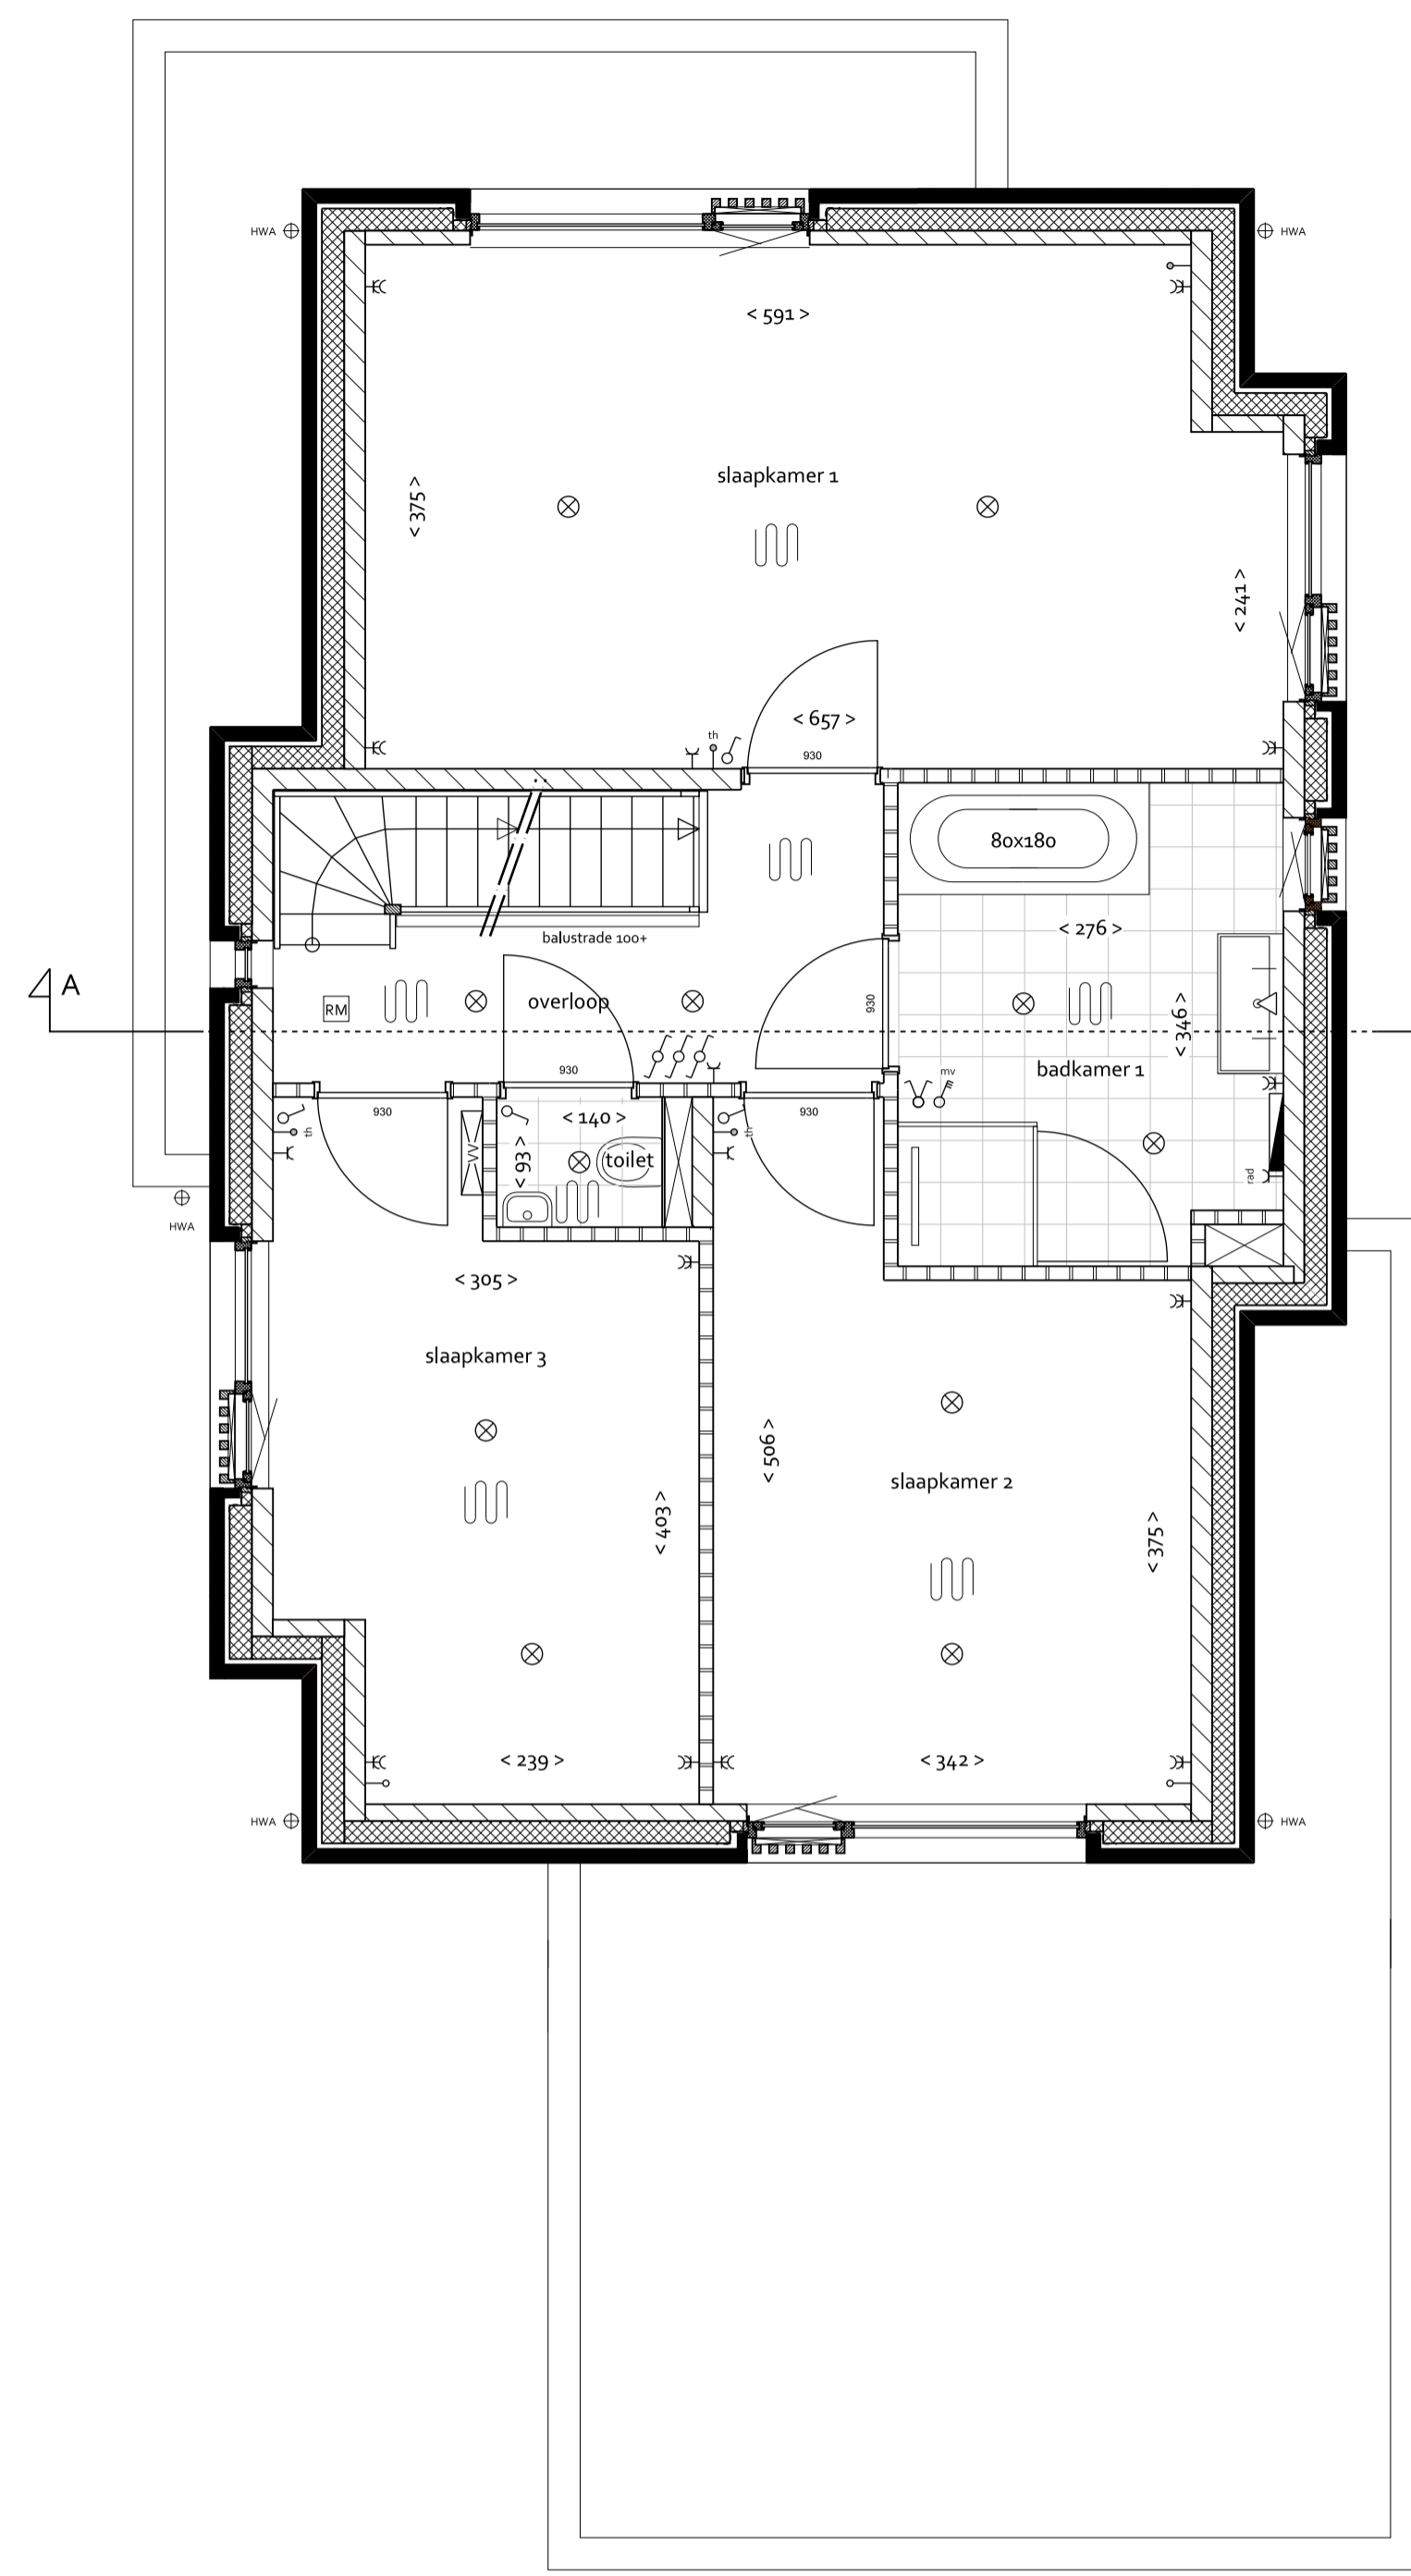 HWA
HWA
< 591 >
slaapkamer 1
< 375 >
< 241 >
< 657 >
th
930
80x180
balustrade 100+
< 276 >
A
RM
overloop
930
< 346 >
930
badkamer 1
mv
930
< 140 >
930
th
th
< 93 >
toilet
VV
rad
HWA
< 305 >
slaapkamer 3
< 506 >
slaapkamer 2
< 403 >
< 375 >
< 239 >
< 342 >
HWA
HWA